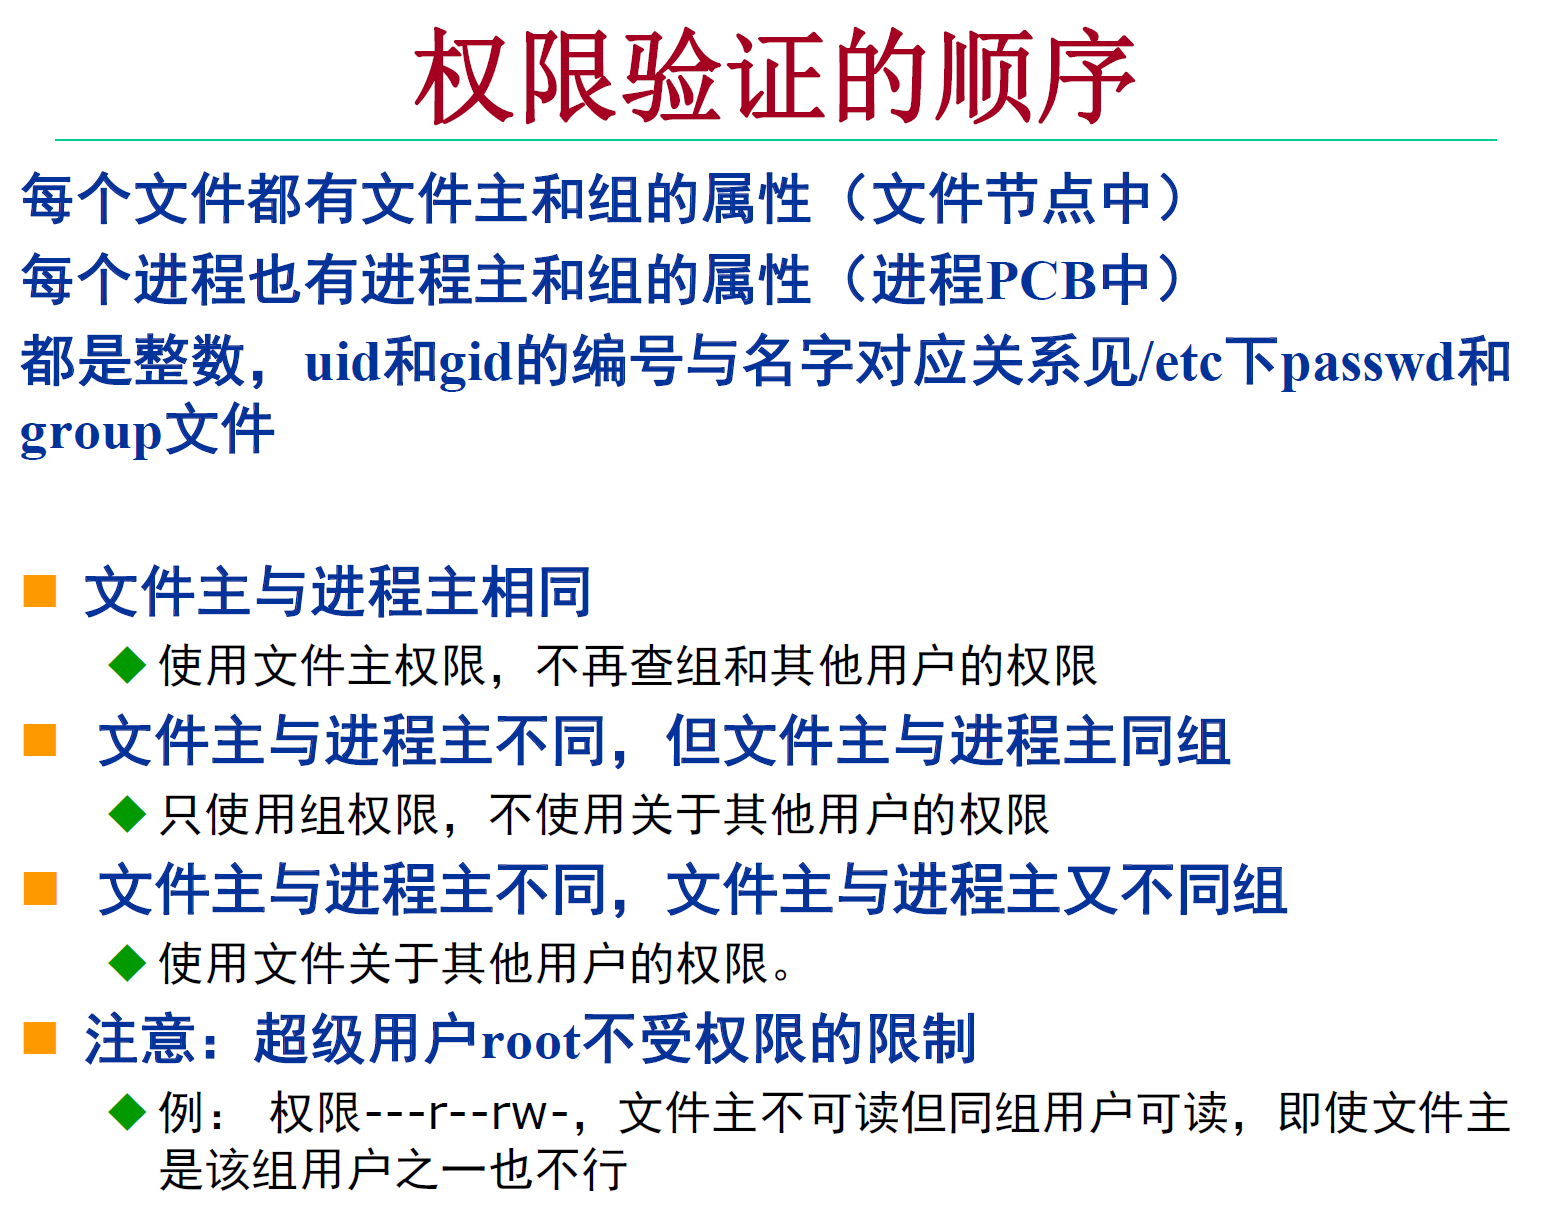 权限验证的顺序
每个文件都有文件主和组的属性（文件节点中）
每个进程也有进程主和组的属性（进程PCB中）
都是整数，uid和gid的编号与名字对应关系见/etc下passwd和
group文件
文件主与进程主相同
使用文件主权限，不再查组和其他用户的权限
文件主与进程主不同，但文件主与进程主同组
只使用组权限，不使用关于其他用户的权限
文件主与进程主不同，文件主与进程主又不同组
使用文件关于其他用户的权限。
注意：超级用户root不受权限的限制
例： 权限---r--rw-，文件主不可读但同组用户可读，即使文件主
是该组用户之一也不行